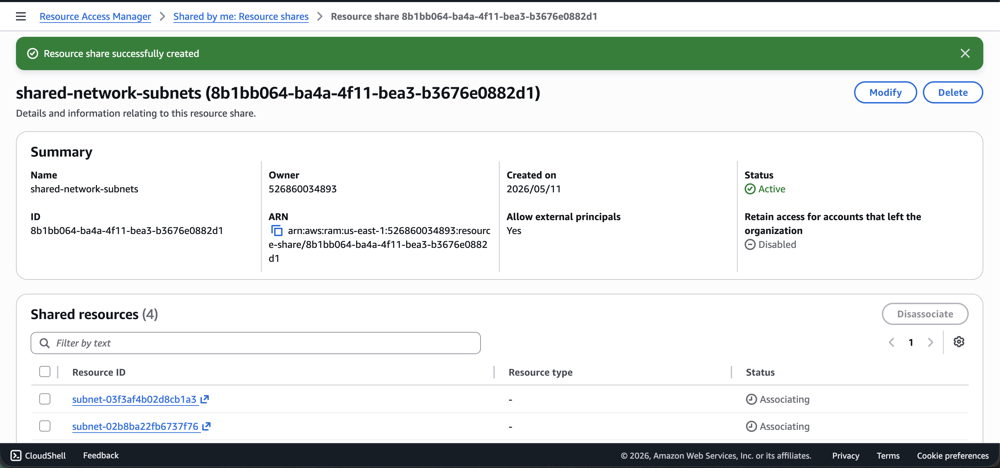 Resource Access Manager > Shared by me: Resource shares > Resource share 8b1bb064-ba4a-4f11-bea3-b3676e0882d1
Resource share successfully created
shared-network-subnets (8b1bb064-ba4a-4f11-bea3-b3676e0882d1)
Modify
Delete
Details and information relating to this resource share.
Summary
Name
shared-network-subnets
ID
8b1bb064-ba4a-4f11-bea3-b3676e0882d1
Owner
526860034893
ARN
arn:aws:ram:us-east-1:526860034893:resourc
e-share/8b1bb064-ba4a-4f11-bea3-b3676e0882
d1
Created on
2026/05/11
Allow external principals
Yes
Status
Active
Retain access for accounts that left the
organization
Disabled
Shared resources (4)
Disassociate
Filter by text
1
Resource ID
Resource type
Status
subnet-03f3af4b02d8cb1a3
-
Associating
subnet-02b8ba22fb6737f76
-
Associating
CloudShell
Feedback
© 2026, Amazon Web Services, Inc. or its affiliates.
Privacy
Terms
Cookie preferences